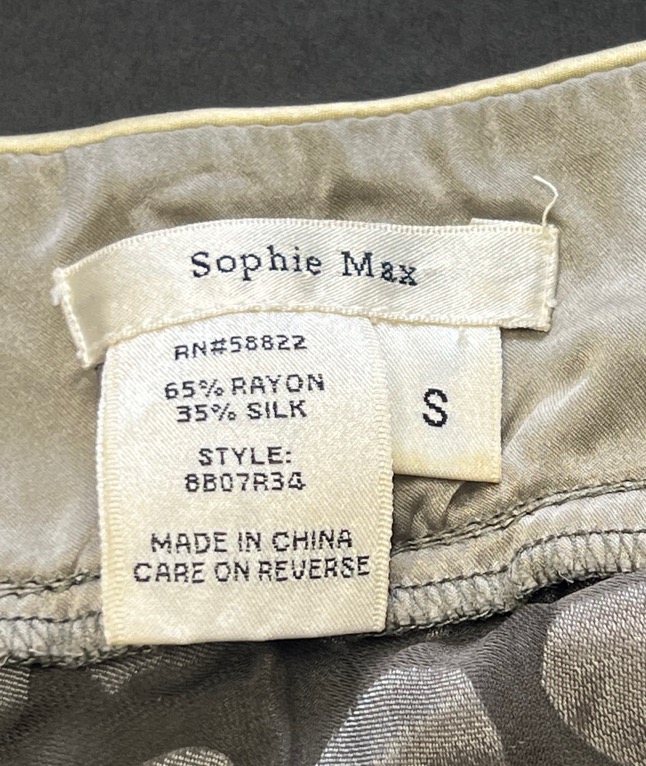 Sophie Max
RN#58822
65% RAYON
35% SILK
S
STYLE:
8B07R34
MADE IN CHINA
CARE ON REVERSE